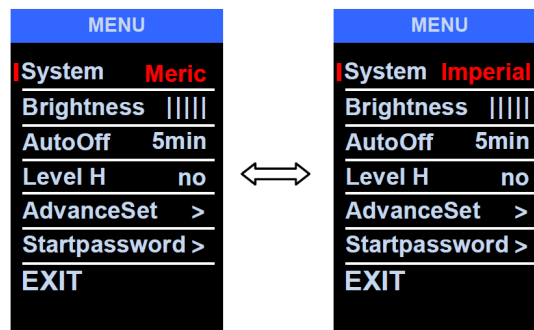 MENU
System Meric
Brightness |||||
AutoOff 5min
Level H no
AdvanceSet >
Startpassword >
EXIT
MENU
System Imperial
Brightness |||||
AutoOff 5min
Level H no
AdvanceSet >
Startpassword >
EXIT